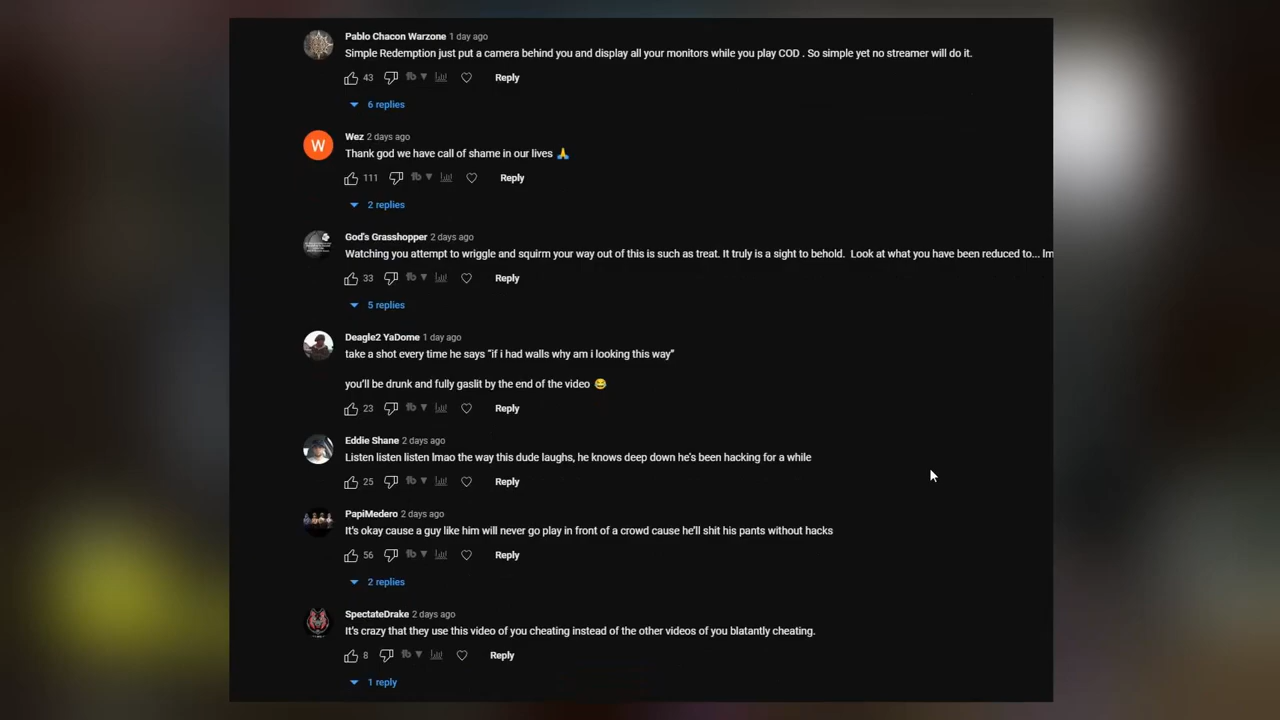 Pablo Chacon Warzone 1 day ago
Simple Redemption just put a camera behind you and display all your monitors while you play COD . So simple yet no streamer will do it.
43 Reply
6 replies
W
Wez 2 days ago
Thank god we have call of shame in our lives 🙏
111 Reply
2 replies
God's Grasshopper 2 days ago
Watching you attempt to wriggle and squirm your way out of this is such as treat. It truly is a sight to behold. Look at what you have been reduced to... lm
33 Reply
5 replies
Deagle2 YaDome 1 day ago
take a shot every time he says “if i had walls why am i looking this way”
you’ll be drunk and fully gaslit by the end of the video 😂
23 Reply
Eddie Shane 2 days ago
Listen listen listen lmao the way this dude laughs, he knows deep down he's been hacking for a while
25 Reply
PapiMedero 2 days ago
It’s okay cause a guy like him will never go play in front of a crowd cause he’ll shit his pants without hacks
56 Reply
2 replies
SpectateDrake 2 days ago
It’s crazy that they use this video of you cheating instead of the other videos of you blatantly cheating.
8 Reply
1 reply